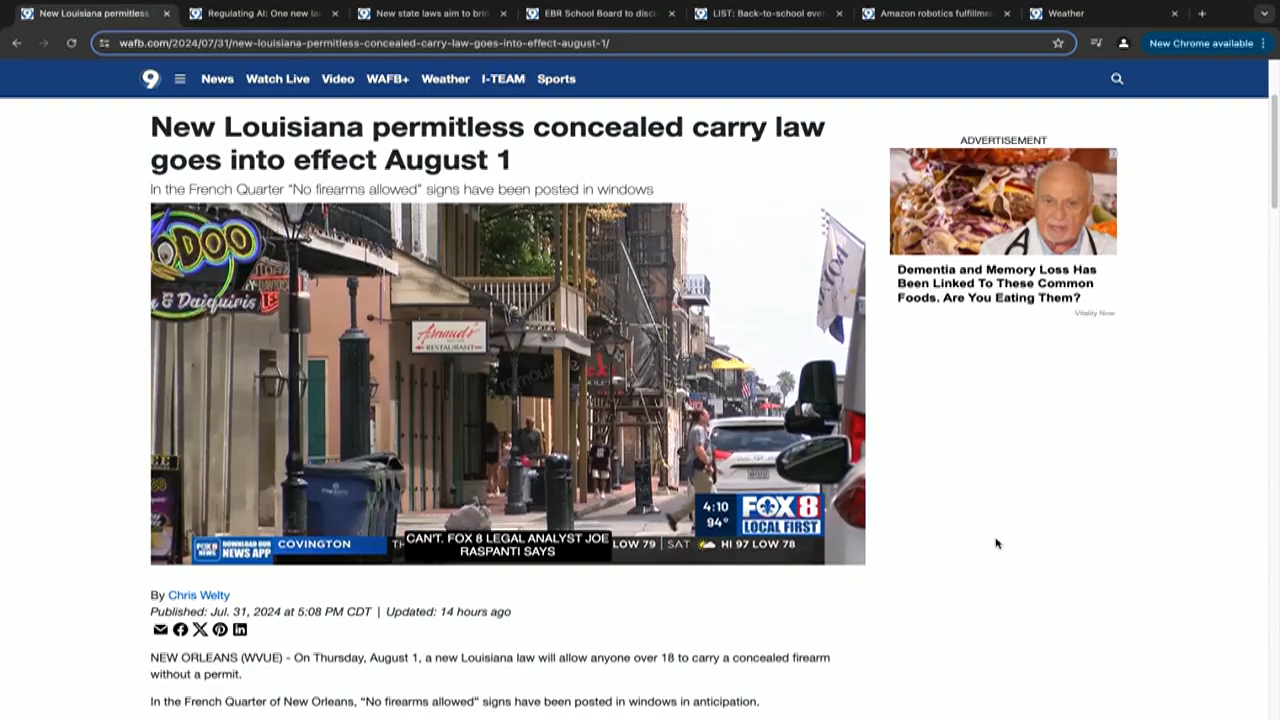 New Louisiana permitless
Regulating AI: One new la
New state laws aim to brin
EBR School Board to discu
LIST: Back-to-school eve
Amazon robotics fulfillme
Weather
wafb.com/2024/07/31/new-louisiana-permitless-concealed-carry-law-goes-into-effect-august-1/
New Chrome available
9 News Watch Live Video WAFB+ Weather I-TEAM Sports
New Louisiana permitless concealed carry law
goes into effect August 1
In the French Quarter "No firearms allowed" signs have been posted in windows
ODOO
& Daiquiris
Arnaud's
RESTAURANT
4:10
94°
FOX 8
LOCAL FIRST
FOX 8 NEWS
DOWNLOAD OUR
NEWS APP
COVINGTON
TH
CAN'T. FOX 8 LEGAL ANALYST JOE
RASPANTI SAYS
LOW 79 | SAT HI 97 LOW 78
ADVERTISEMENT
Dementia and Memory Loss Has
Been Linked To These Common
Foods. Are You Eating Them?
Vitality Now
By Chris Welty
Published: Jul. 31, 2024 at 5:08 PM CDT | Updated: 14 hours ago
NEW ORLEANS (WVUE) - On Thursday, August 1, a new Louisiana law will allow anyone over 18 to carry a concealed firearm
without a permit.
In the French Quarter of New Orleans, "No firearms allowed" signs have been posted in windows in anticipation.